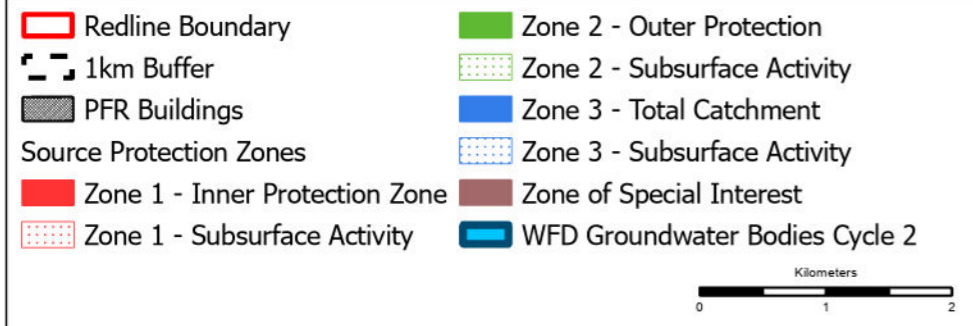 Redline Boundary
1km Buffer
PFR Buildings
Source Protection Zones
Zone 1 - Inner Protection Zone
Zone 1 - Subsurface Activity
Zone 2 - Outer Protection
Zone 2 - Subsurface Activity
Zone 3 - Total Catchment
Zone 3 - Subsurface Activity
Zone of Special Interest
WFD Groundwater Bodies Cycle 2
Kilometers
0 1 2